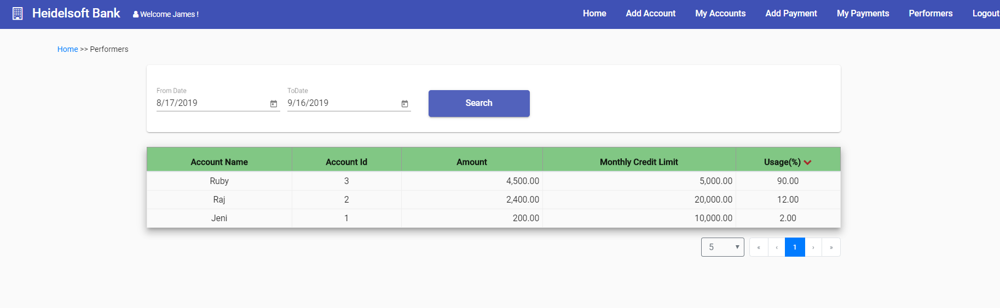 Heidelsoft Bank Welcome James ! Home Add Account My Accounts Add Payment My Payments Performers Logout
Home >> Performers
From Date ToDate
8/17/2019 9/16/2019 Search
Account Name Account Id Amount Monthly Credit Limit Usage(%)
Ruby 3 4,500.00 5,000.00 90.00
Raj 2 2,400.00 20,000.00 12.00
Jeni 1 200.00 10,000.00 2.00
5 « ‹ 1 › »